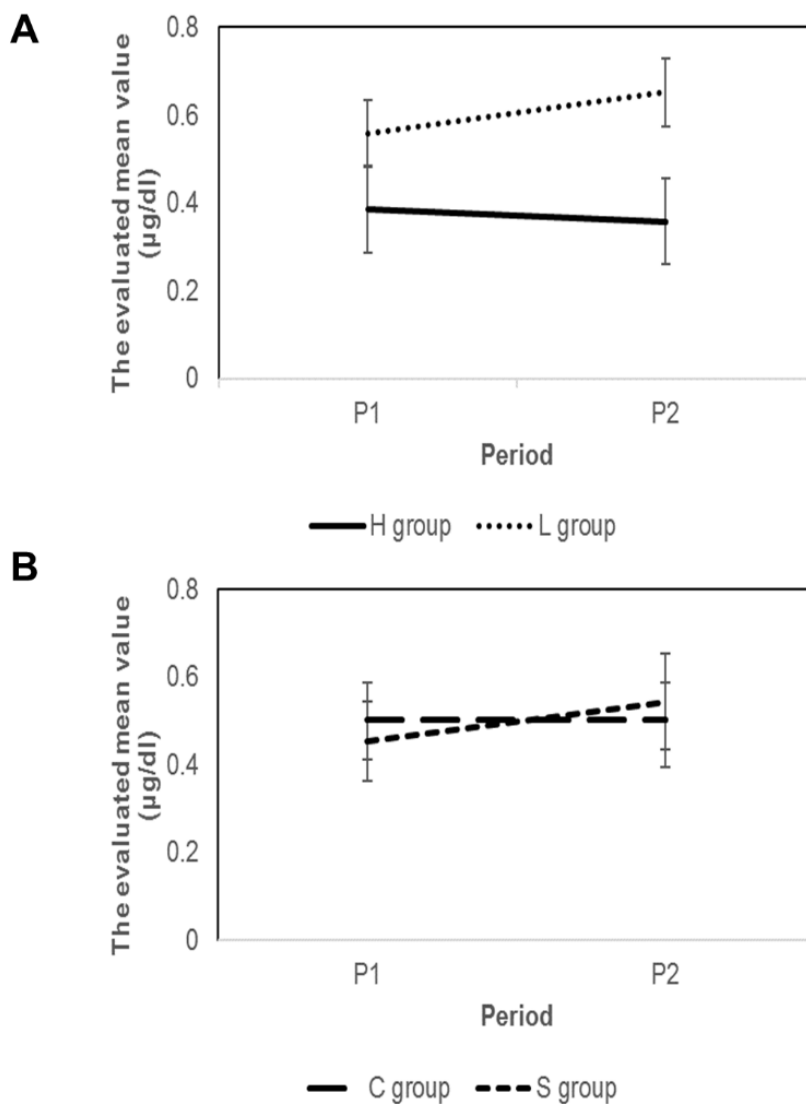 A
The evaluated mean value
(µg/dl)
0.8
0.6
0.4
0.2
0
P1 P2
Period
H group L group
B
The evaluated mean value
(µg/dl)
0.8
0.6
0.4
0.2
0
P1 P2
Period
C group S group